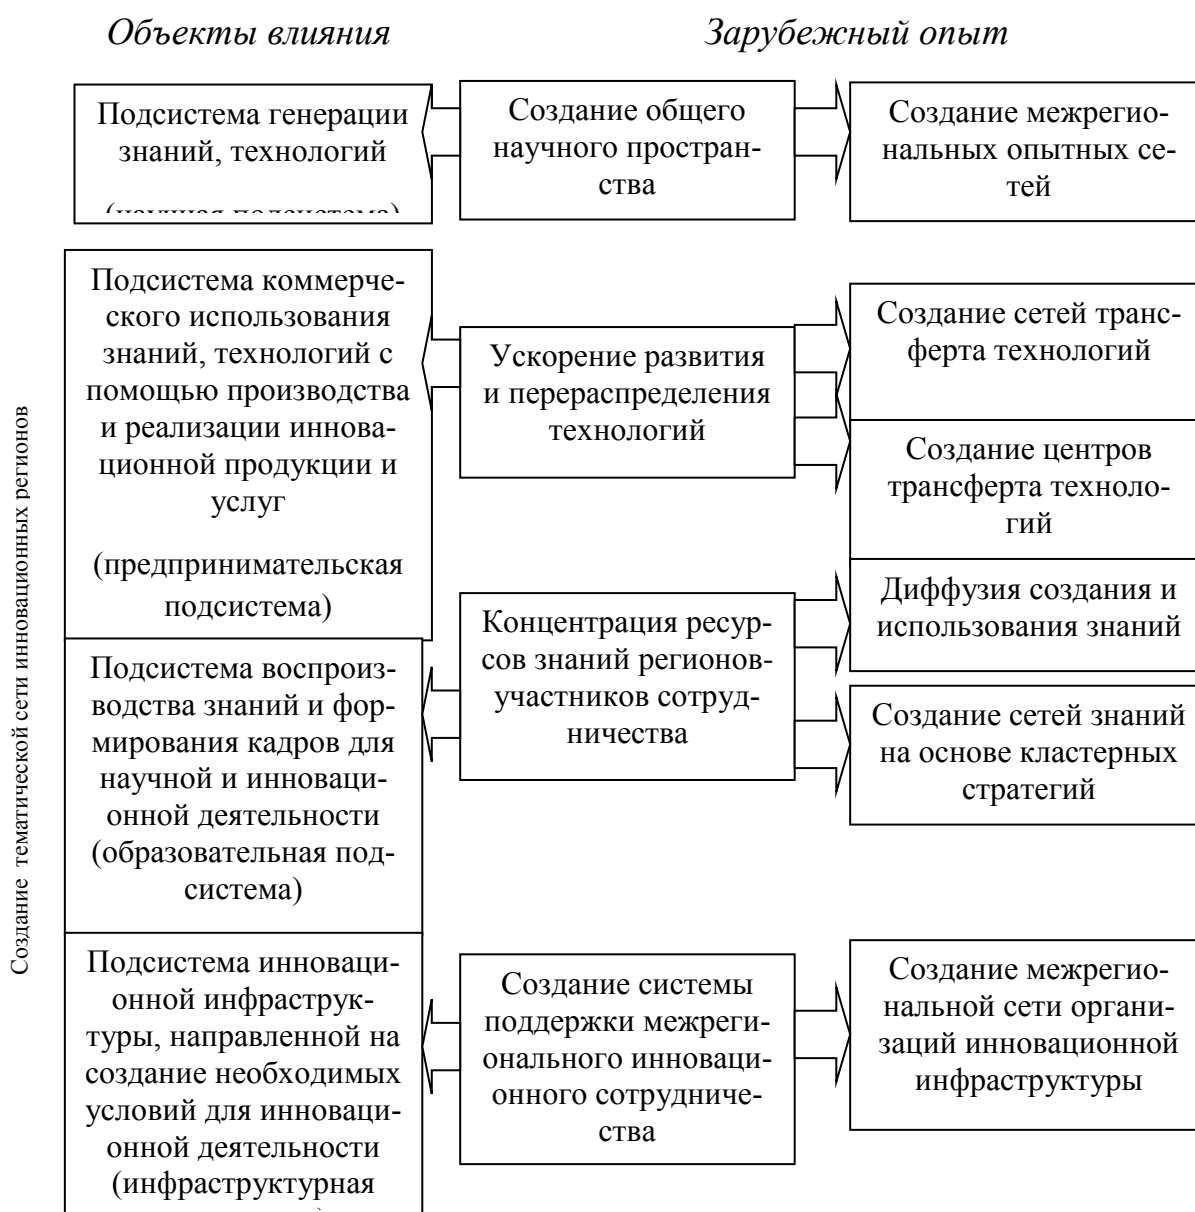 Объекты влияния
Зарубежный опыт
Подсистема генерации
знаний, технологий
(научная подсистема)
Создание общего
научного простран-
ства
Создание межрегио-
нальных опытных се-
тей
Подсистема коммерче-
ского использования
знаний, технологий с
помощью производства
и реализации иннова-
ционной продукции и
услуг
(предпринимательская
подсистема)
Ускорение развития
и перераспределения
технологий
Создание сетей транс-
ферта технологий
Создание центров
трансферта техноло-
гий
Подсистема воспроиз-
водства знаний и фор-
мирования кадров для
научной и инноваци-
онной деятельности
(образовательная под-
система)
Концентрация ресур-
сов знаний регионов-
участников сотруд-
ничества
Диффузия создания и
использования знаний
Создание сетей знаний
на основе кластерных
стратегий
Подсистема инноваци-
онной инфраструк-
туры, направленной на
создание необходимых
условий для инноваци-
онной деятельности
(инфраструктурная
Создание системы
поддержки межреги-
онального инноваци-
онного сотрудниче-
ства
Создание межрегио-
нальной сети органи-
заций инновационной
инфраструктуры
Создание тематической сети инновационных регионов